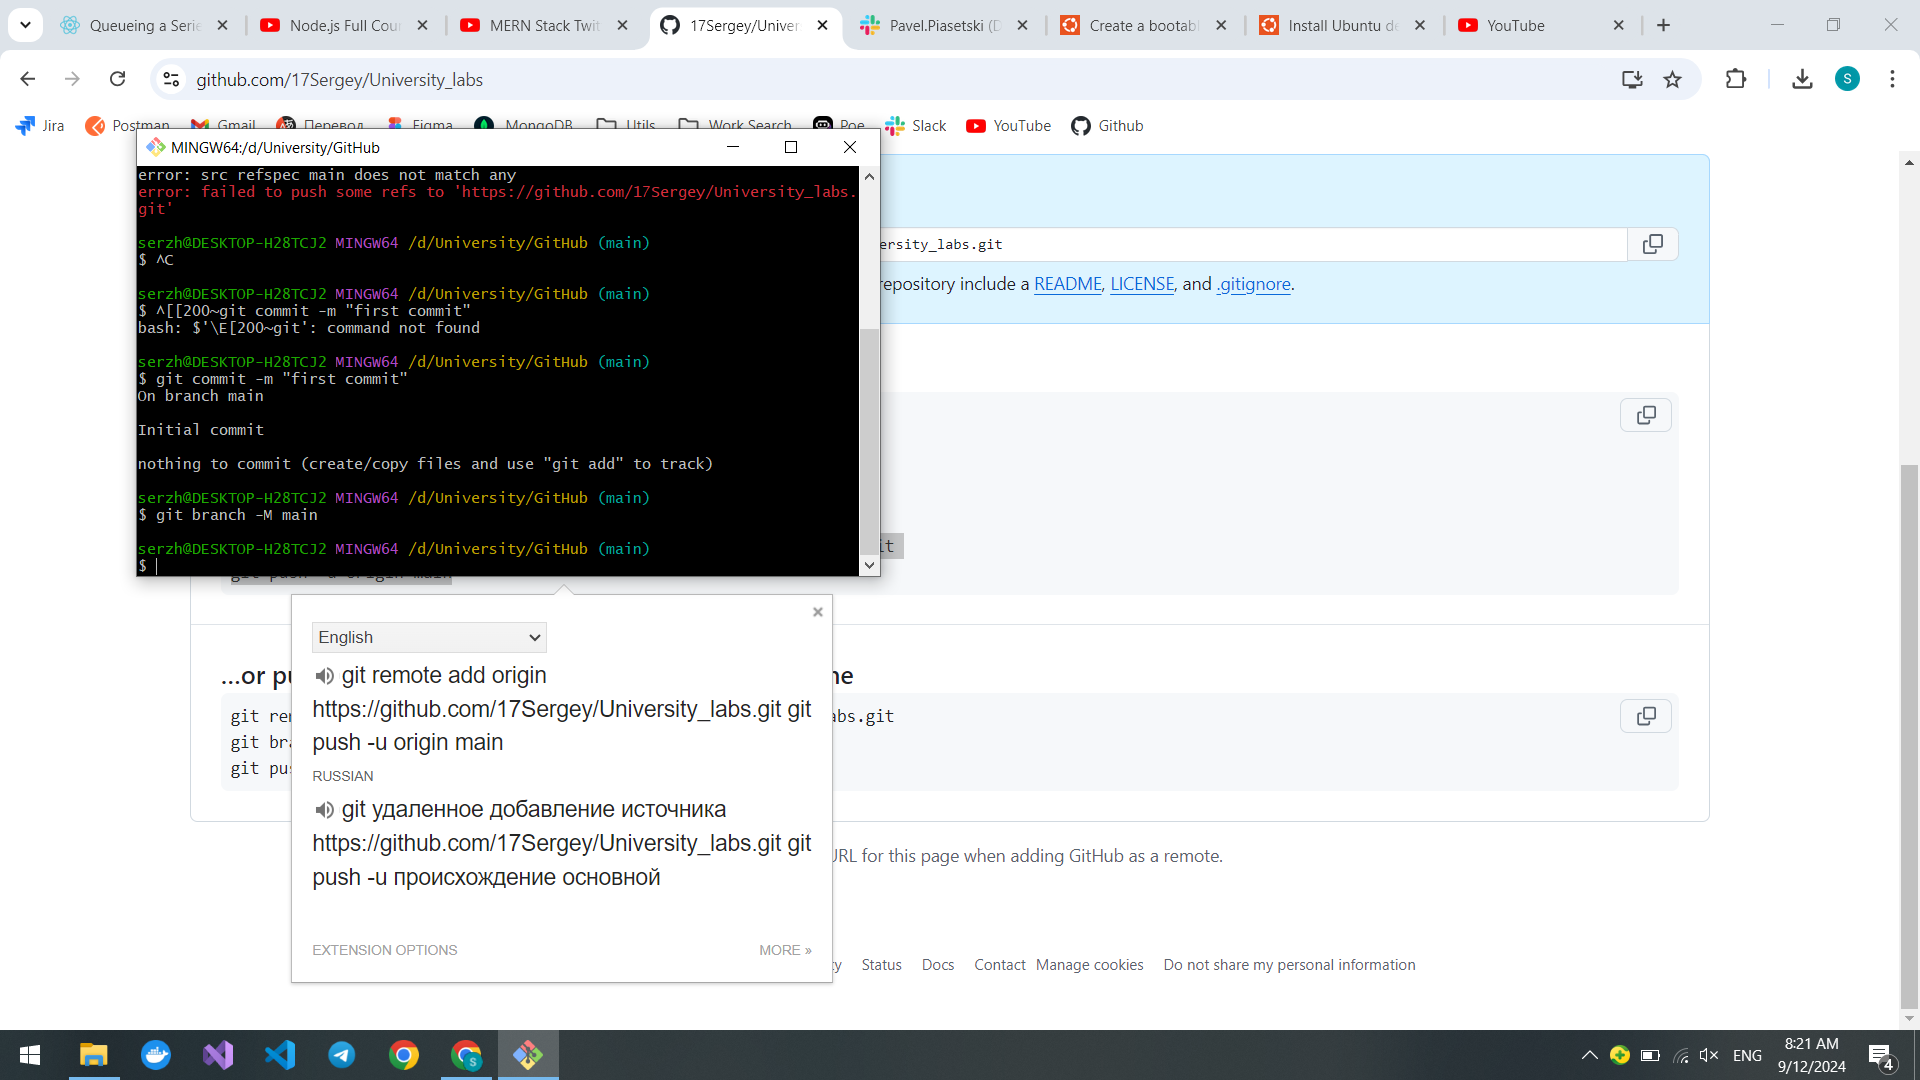 Queueing a Serie
Node.js Full Cou
MERN Stack Twit
17Sergey/Univer
Pavel.Piasetski (D
Create a bootabl
Install Ubuntu de
YouTube
github.com/17Sergey/University_labs
S
Jira
Postman
Gmail
Перевод
Figma
MongoDB
Utils
Work Search
Poe
Slack
YouTube
Github
MINGW64:/d/University/GitHub
error: src refspec main does not match any
error: failed to push some refs to 'https://github.com/17Sergey/University_labs.
git'
serzh@DESKTOP-H28TCJ2 MINGW64 /d/University/GitHub (main)
$ ^C
serzh@DESKTOP-H28TCJ2 MINGW64 /d/University/GitHub (main)
$ ^[[200~git commit -m "first commit"
bash: $'\E[200~git': command not found
serzh@DESKTOP-H28TCJ2 MINGW64 /d/University/GitHub (main)
$ git commit -m "first commit"
On branch main
Initial commit
nothing to commit (create/copy files and use "git add" to track)
serzh@DESKTOP-H28TCJ2 MINGW64 /d/University/GitHub (main)
$ git branch -M main
serzh@DESKTOP-H28TCJ2 MINGW64 /d/University/GitHub (main)
$
ersity_labs.git
repository include a README, LICENSE, and .gitignore.
it
git push -u origin main
...or pu
ne
git rem
abs.git
git bra
git pus
English
git remote add origin
https://github.com/17Sergey/University_labs.git git
push -u origin main
RUSSIAN
git удаленное добавление источника
https://github.com/17Sergey/University_labs.git git
push -u происхождение основной
EXTENSION OPTIONS
MORE »
URL for this page when adding GitHub as a remote.
cy
Status
Docs
Contact
Manage cookies
Do not share my personal information
S
ENG
8:21 AM
9/12/2024
4